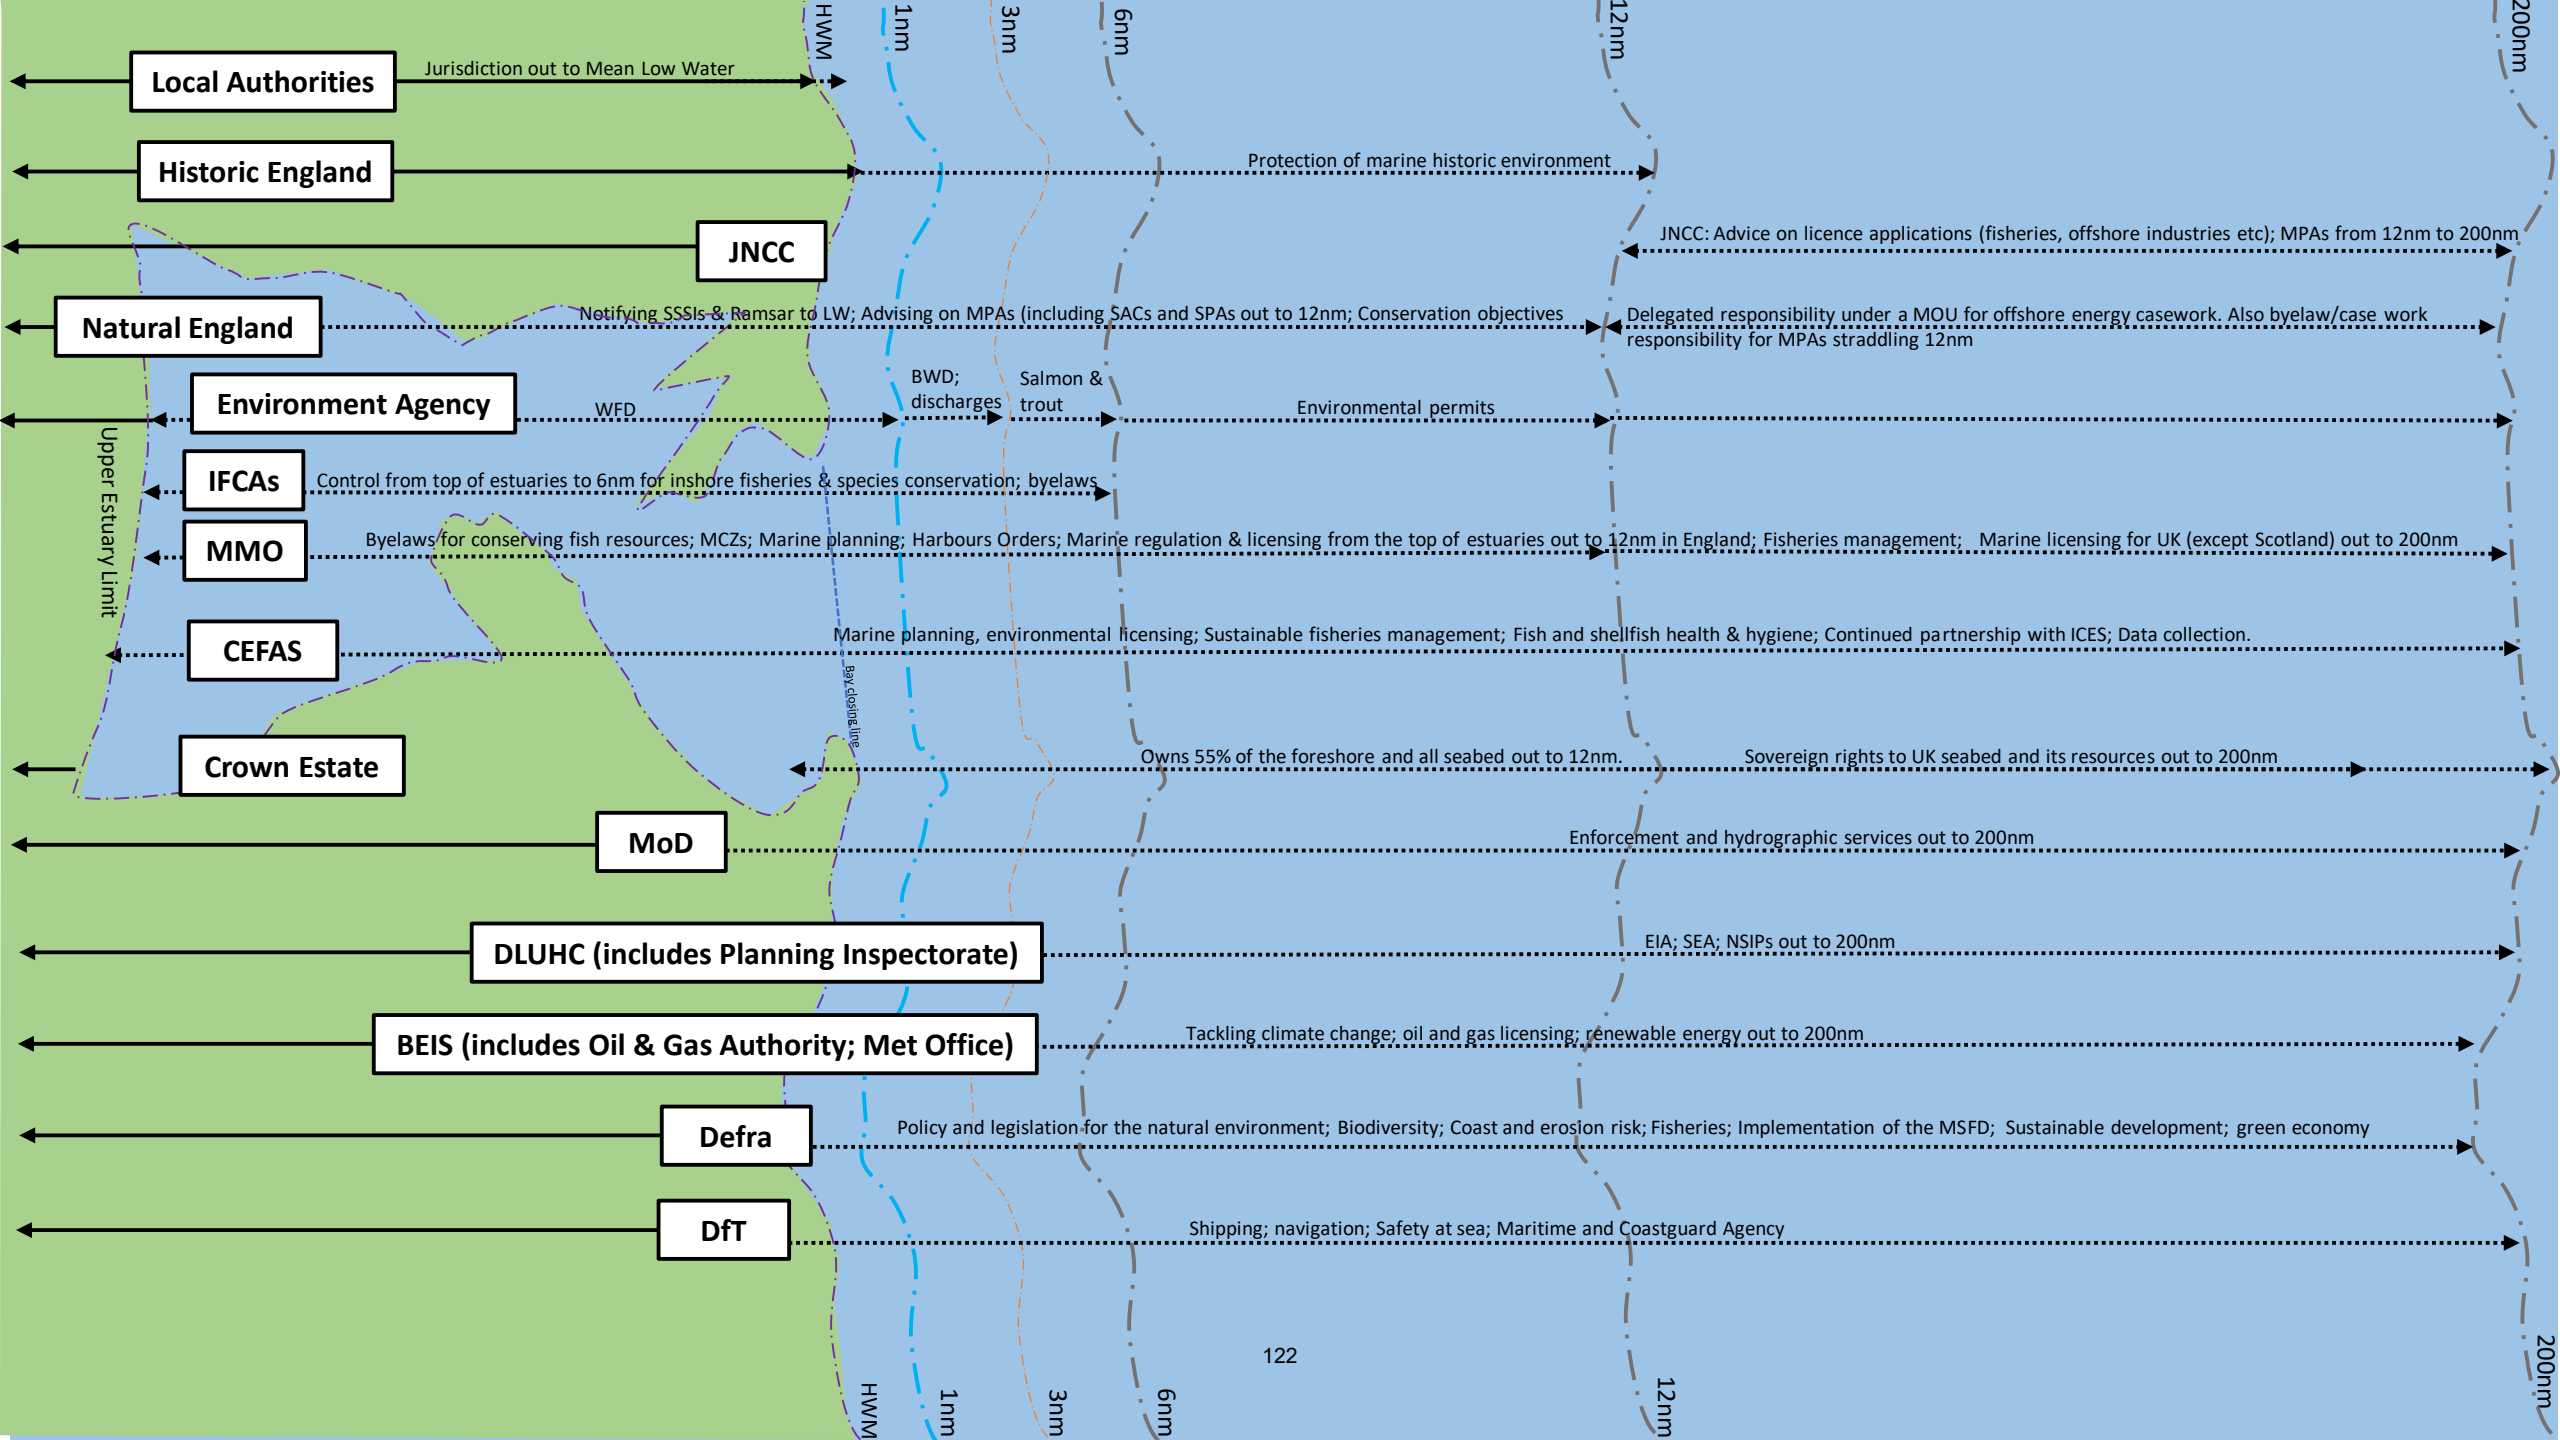 HWM
1nm
3nm
6nm
12nm
200nm
Local Authorities
Jurisdiction out to Mean Low Water
Historic England
Protection of marine historic environment
JNCC
JNCC: Advice on licence applications (fisheries, offshore industries etc); MPAs from 12nm to 200nm
Natural England
Notifying SSSIs & Ramsar to LW; Advising on MPAs (including SACs and SPAs out to 12nm; Conservation objectives
Delegated responsibility under a MOU for offshore energy casework. Also byelaw/case work
responsibility for MPAs straddling 12nm
Environment Agency
WFD
BWD;
discharges
Salmon &
trout
Environmental permits
Upper Estuary Limit
IFCAs
Control from top of estuaries to 6nm for inshore fisheries & species conservation; byelaws
MMO
Byelaws for conserving fish resources; MCZs; Marine planning; Harbours Orders; Marine regulation & licensing from the top of estuaries out to 12nm in England; Fisheries management; Marine licensing for UK (except Scotland) out to 200nm
CEFAS
Marine planning, environmental licensing; Sustainable fisheries management; Fish and shellfish health & hygiene; Continued partnership with ICES; Data collection.
Bay closing line
Crown Estate
Owns 55% of the foreshore and all seabed out to 12nm.
Sovereign rights to UK seabed and its resources out to 200nm
MoD
Enforcement and hydrographic services out to 200nm
DLUHC (includes Planning Inspectorate)
EIA; SEA; NSIPs out to 200nm
BEIS (includes Oil & Gas Authority; Met Office)
Tackling climate change; oil and gas licensing; renewable energy out to 200nm
Defra
Policy and legislation for the natural environment; Biodiversity; Coast and erosion risk; Fisheries; Implementation of the MSFD; Sustainable development; green economy
DfT
Shipping; navigation; Safety at sea; Maritime and Coastguard Agency
122
HWM
1nm
3nm
6nm
12nm
200nm